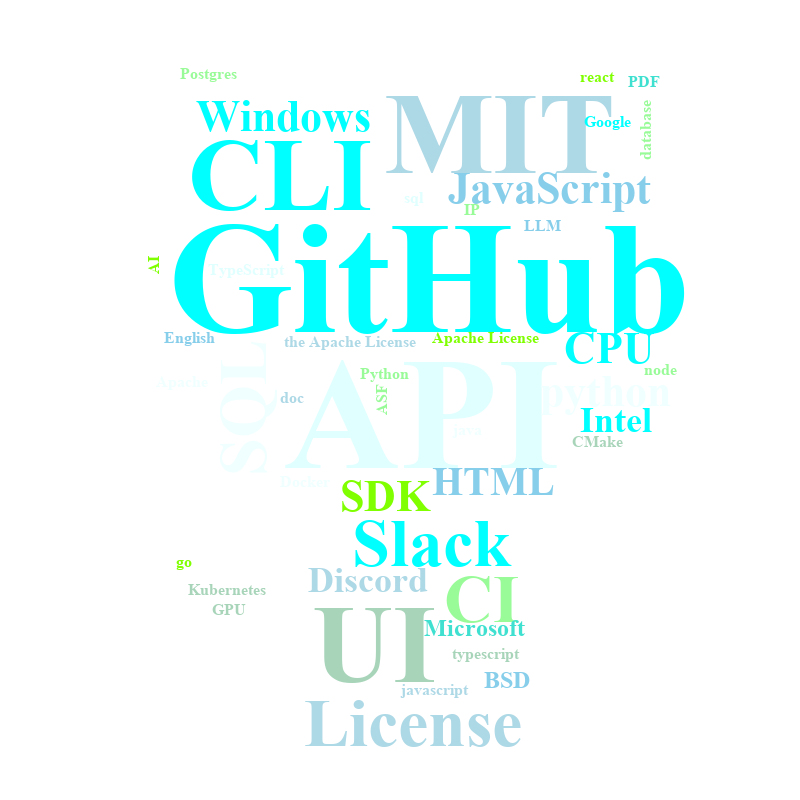 Postgres
react
PDF
Windows
MIT
Google
database
CLI
JavaScript
sql
IP
LLM
GitHub
AI
TypeScript
English
the Apache License
Apache License
CPU
SQL
API
Python
node
python
doc
ASF
Intel
CMake
HTML
Docker
SDK
Slack
go
Discord
CI
Kubernetes
GPU
UI
Microsoft
typescript
BSD
javascript
License